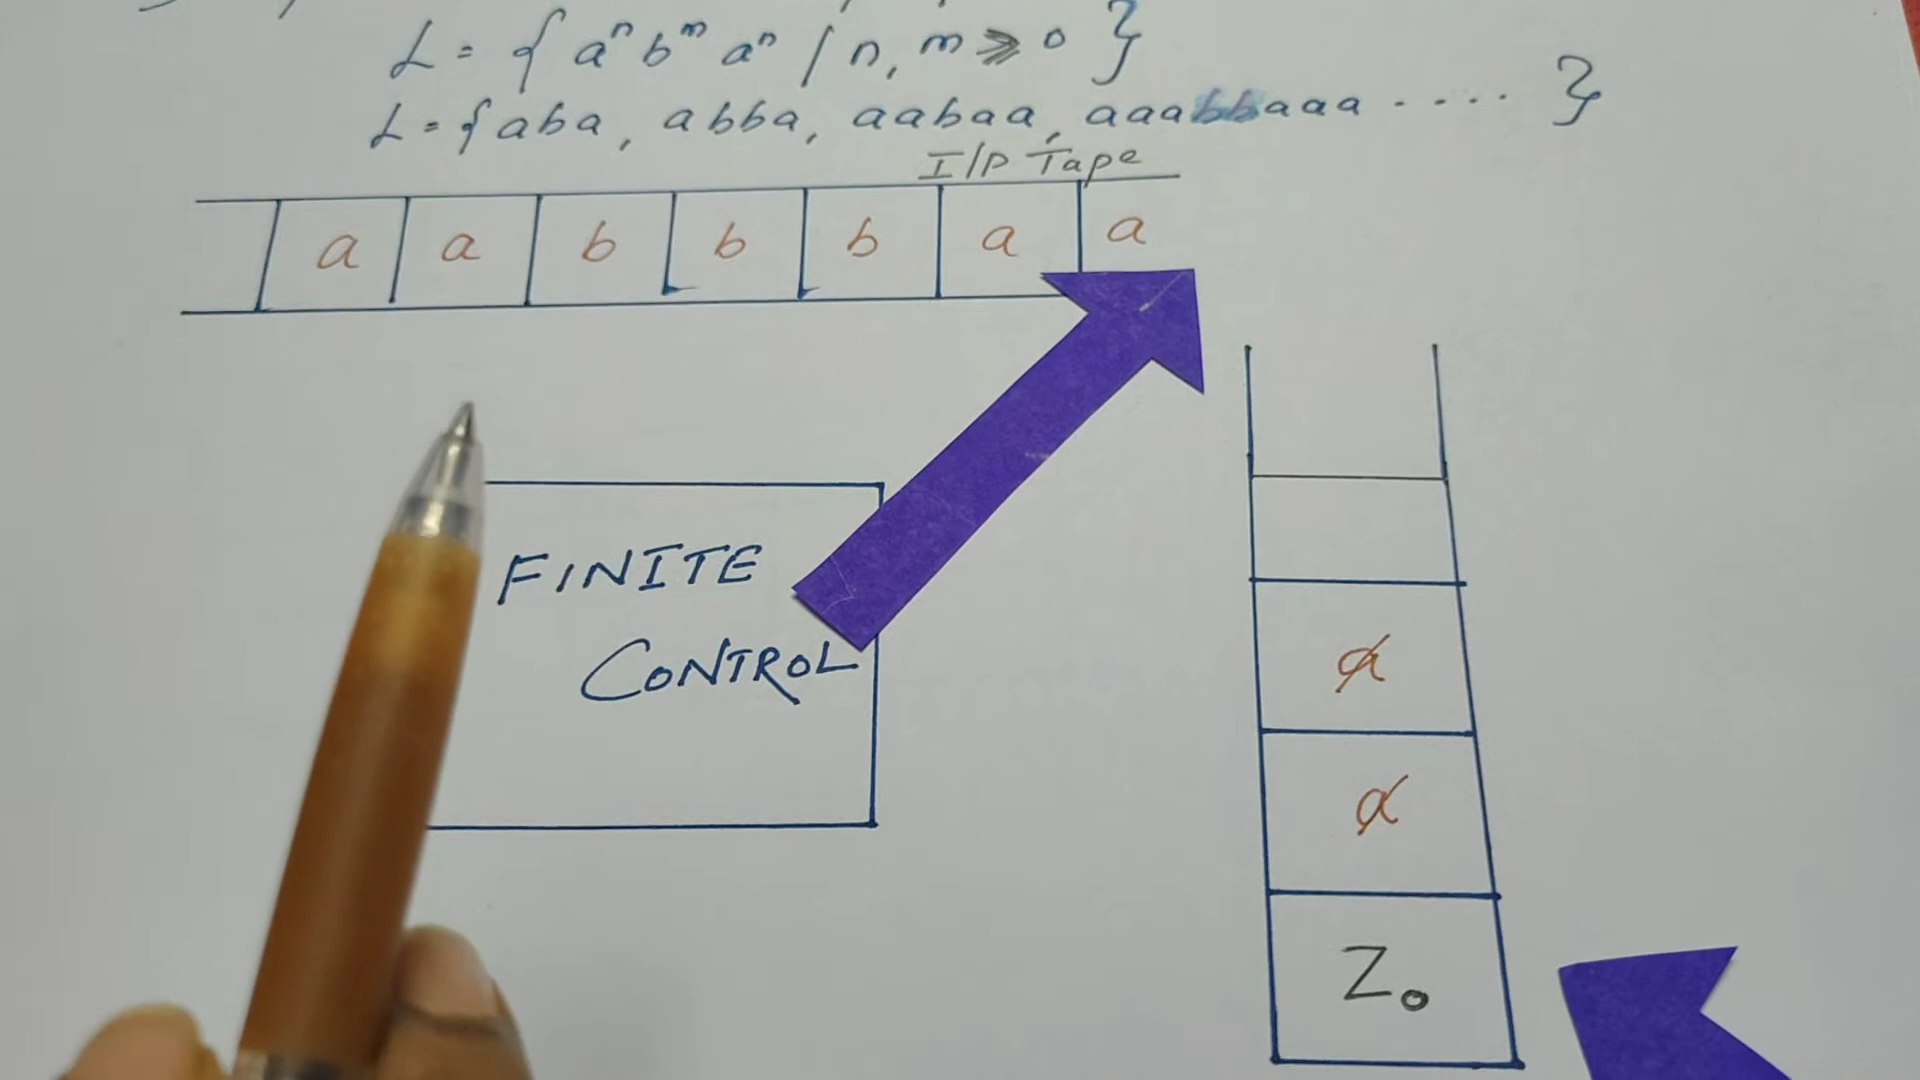 L = { aⁿ bᵐ aⁿ / n, m ⩾ 0 }
L = { aba, abba, aabaa, aaabbaaa .... }
I/P Tape
a a b b b a a
FINITE
CONTROL
a
a
Z₀